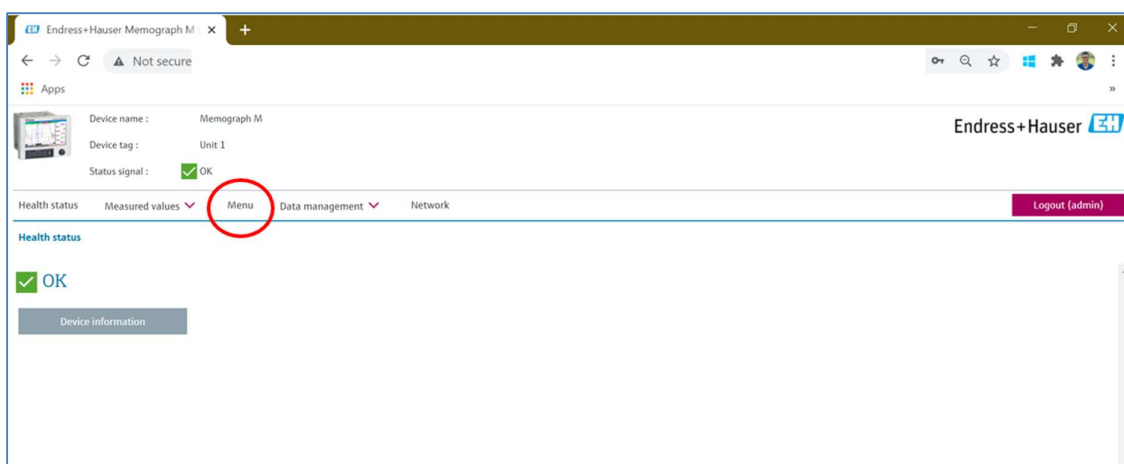 Endress+Hauser Memograph M
Not secure
Apps
Device name : Memograph M
Device tag : Unit 1
Status signal : OK
Endress+Hauser EH
Health status Measured values Menu Data management Network Logout (admin)
Health status
OK
Device information